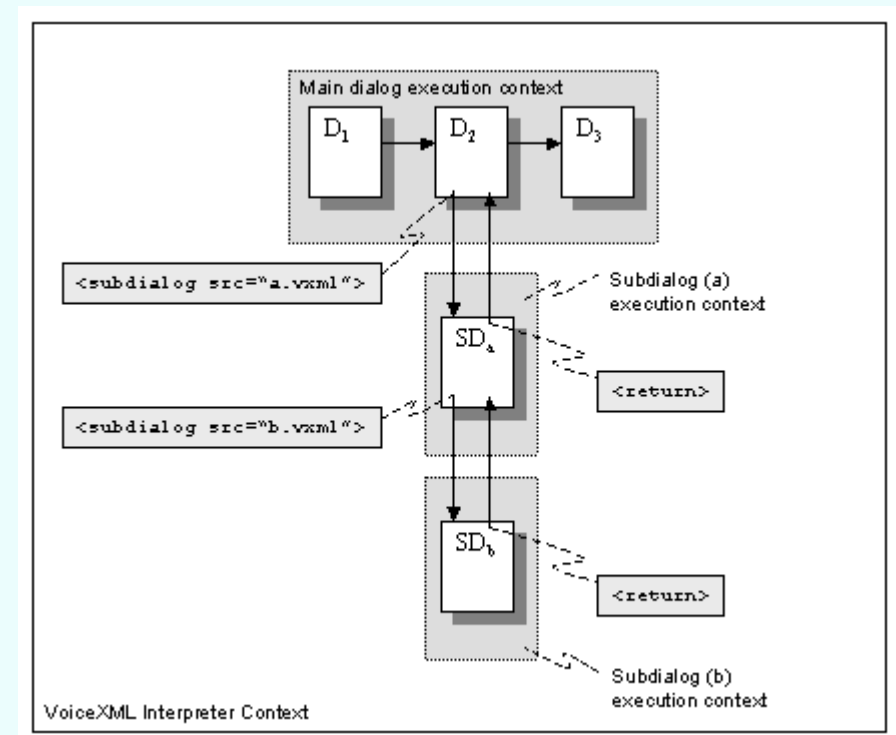 Main dialog execution context
D1 D2 D3
<subdialog src="a.vxml">
Subdialog (a)
execution context
SDa
<return>
<subdialog src="b.vxml">
SDb
<return>
Subdialog (b)
execution context
VoiceXML Interpreter Context